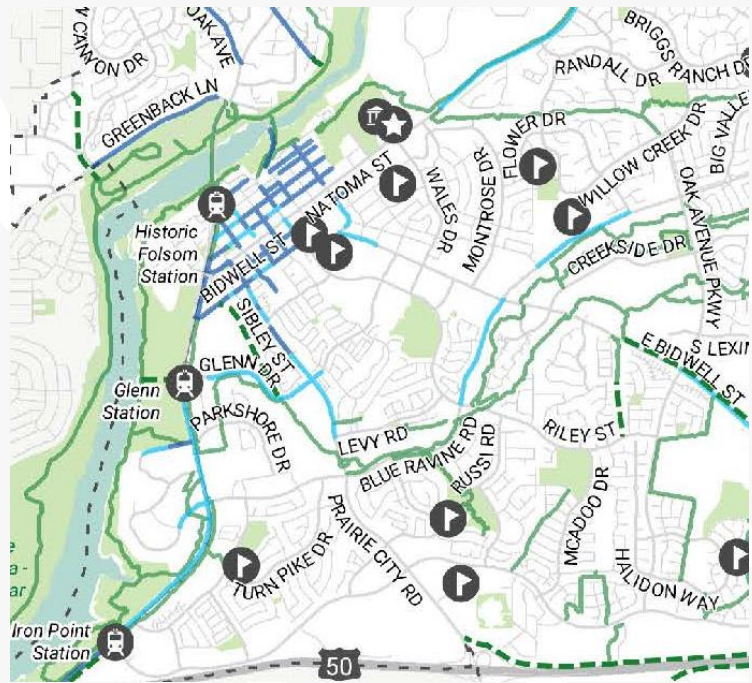 W CANYON DR
OAK AVE
GREENBACK LN
BRIGGS RANCH DR
RANDALL DR
FLOWER DR
WILLOW CREEK DR
BIG VALLE
NATOMA ST
WALES DR
MONTROSE DR
OAK AVENUE PKWY
Historic
Folsom
Station
BIDWELL ST
CREEKSIDE DR
SIBLEY ST
E BIDWELL ST
S LEXIN
GLENN DR
Glenn
Station
PARKSHORE DR
LEVY RD
RILEY ST
BLUE RAVINE RD
RUSSI RD
PRAIRIE CITY RD
MCADOO DR
TURN PIKE DR
HALIDON WAY
e
a -
ar
Iron Point
Station
50